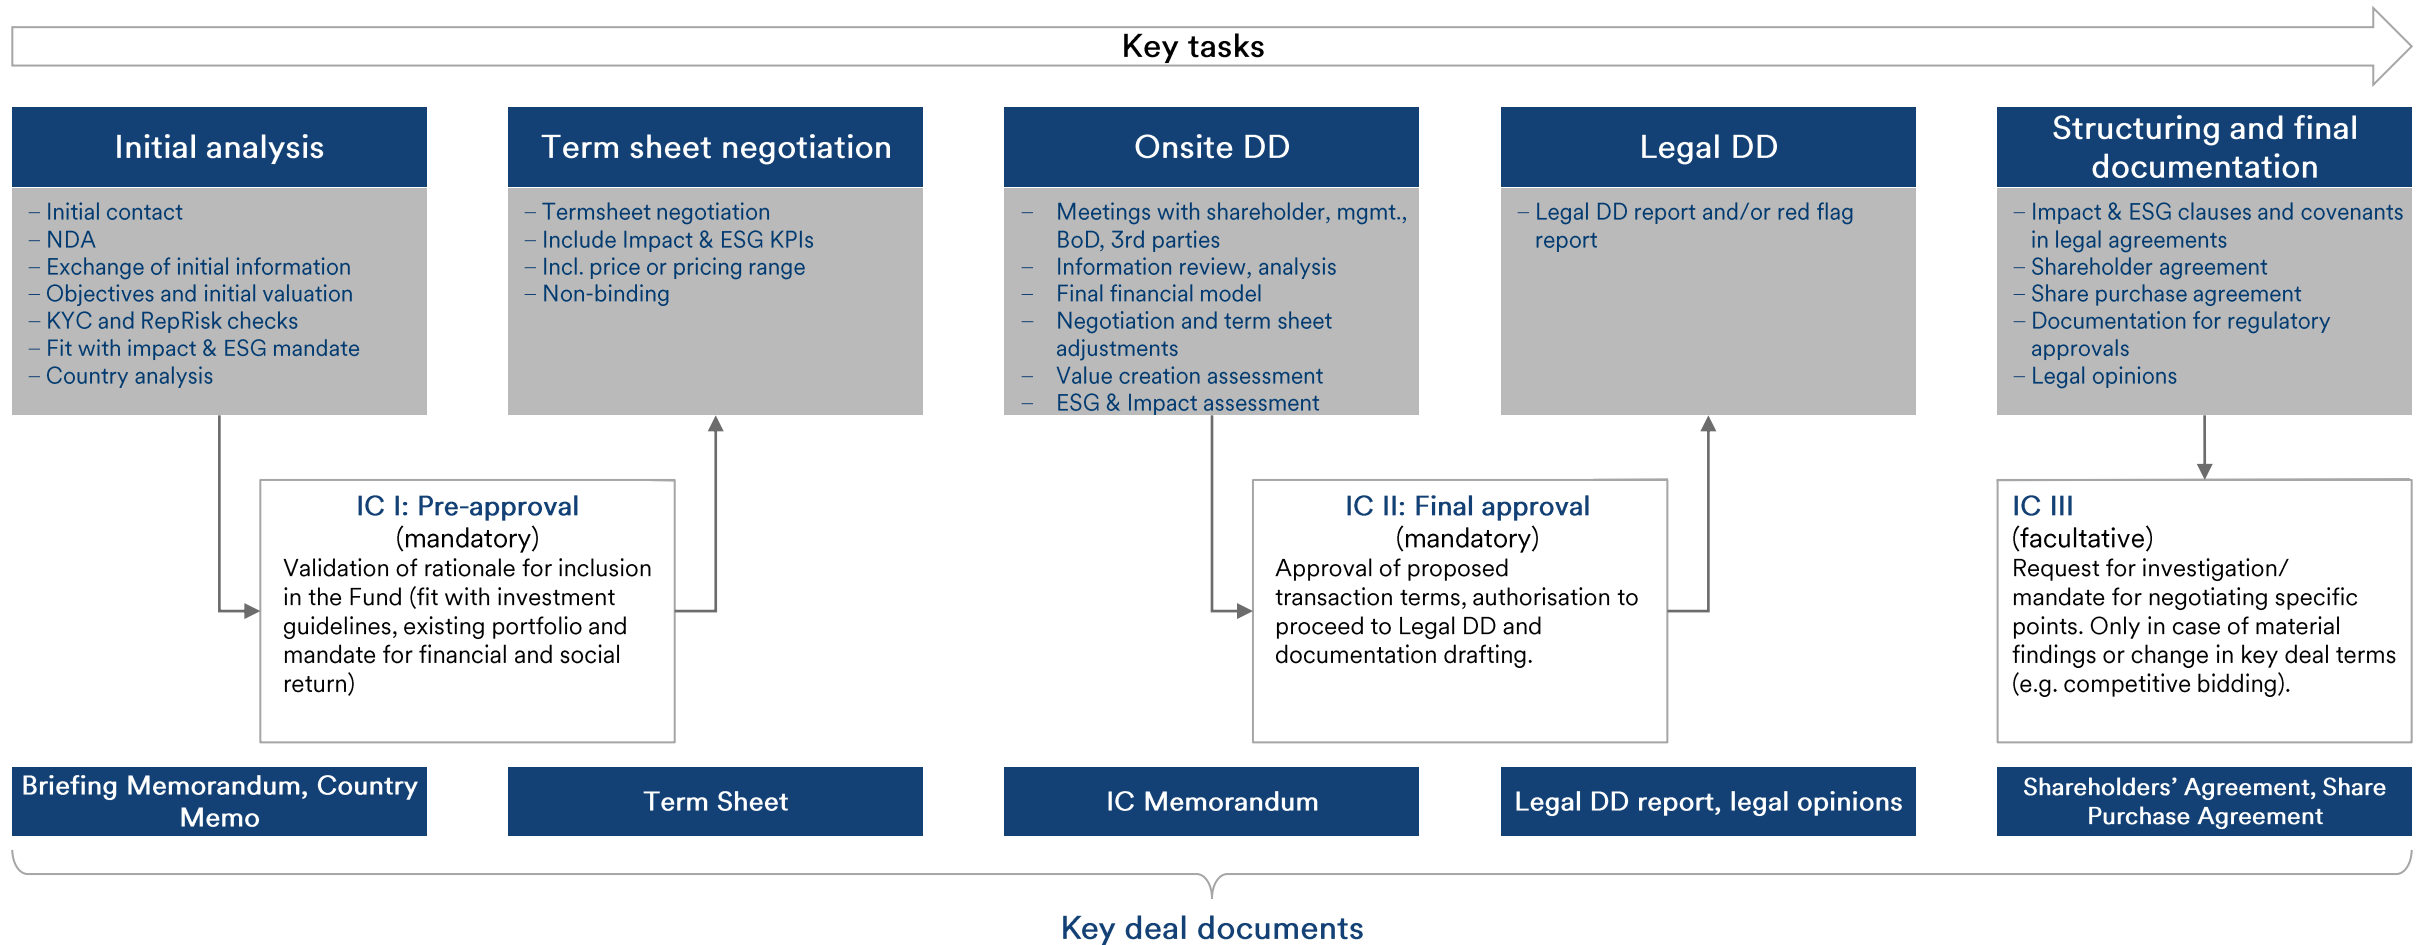 Key tasks
Initial analysis
– Initial contact
– NDA
– Exchange of initial information
– Objectives and initial valuation
– KYC and RepRisk checks
– Fit with impact & ESG mandate
– Country analysis
Term sheet negotiation
– Termsheet negotiation
– Include Impact & ESG KPIs
– Incl. price or pricing range
– Non-binding
Onsite DD
– Meetings with shareholder, mgmt.,
BoD, 3rd parties
– Information review, analysis
– Final financial model
– Negotiation and term sheet
adjustments
– Value creation assessment
– ESG & Impact assessment
Legal DD
– Legal DD report and/or red flag
report
Structuring and final
documentation
– Impact & ESG clauses and covenants
in legal agreements
– Shareholder agreement
– Share purchase agreement
– Documentation for regulatory
approvals
– Legal opinions
IC I: Pre-approval
(mandatory)
Validation of rationale for inclusion
in the Fund (fit with investment
guidelines, existing portfolio and
mandate for financial and social
return)
IC II: Final approval
(mandatory)
Approval of proposed
transaction terms, authorisation to
proceed to Legal DD and
documentation drafting.
IC III
(facultative)
Request for investigation/
mandate for negotiating specific
points. Only in case of material
findings or change in key deal terms
(e.g. competitive bidding).
Briefing Memorandum, Country
Memo
Term Sheet
IC Memorandum
Legal DD report, legal opinions
Shareholders’ Agreement, Share
Purchase Agreement
Key deal documents